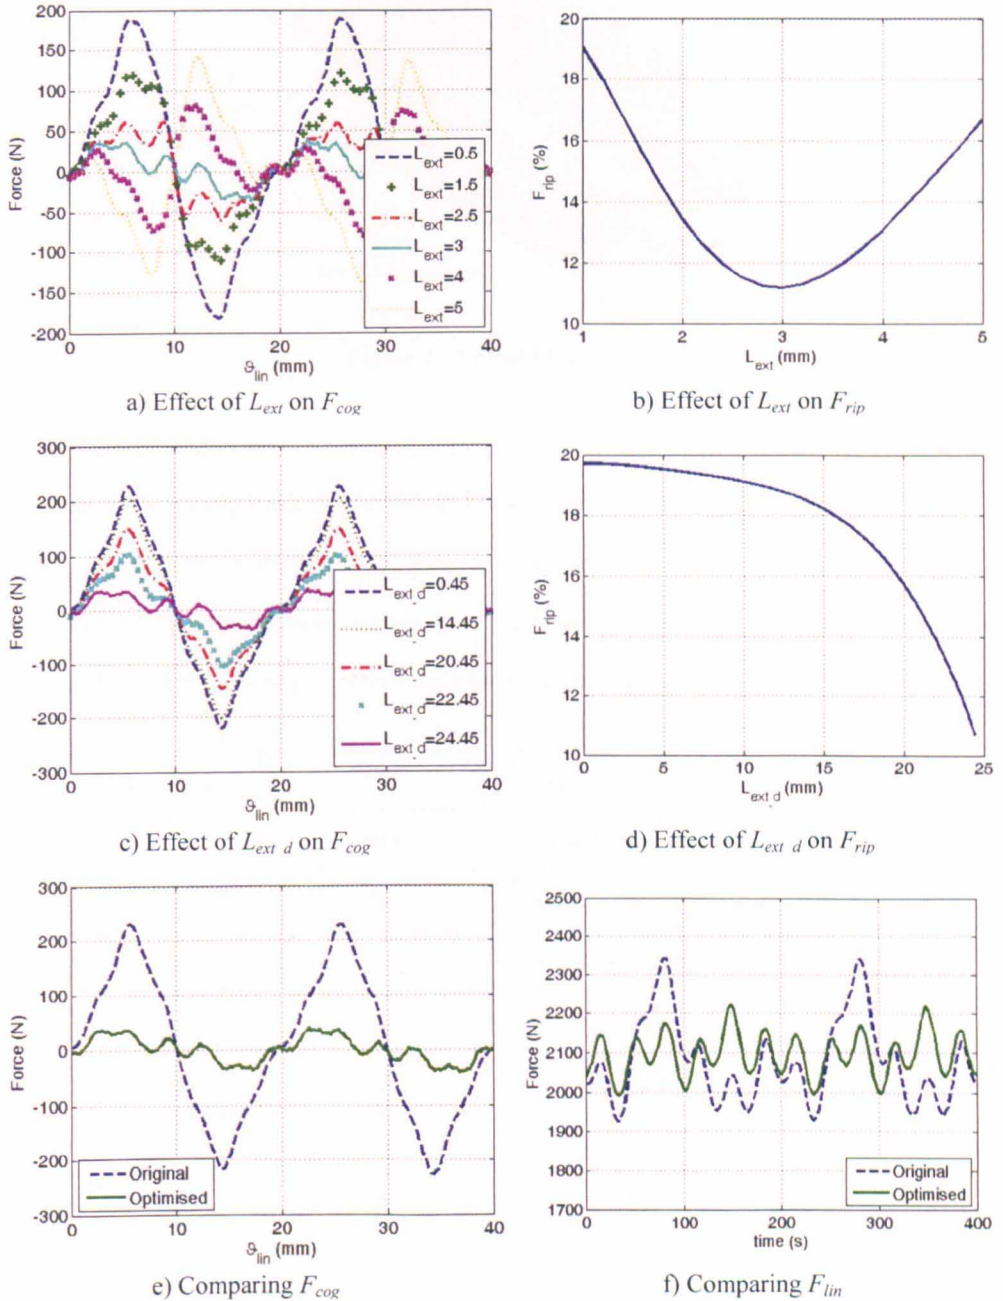 200
150
100
50
0
-50
-100
-150
-200
Force (N)
0 10 20 30 40
ϑlin (mm)
Lext=0.5
Lext=1.5
Lext=2.5
Lext=3
Lext=4
Lext=5
a) Effect of Lext on Fcog
20
18
16
14
12
10
Frip (%)
1 2 3 4 5
Lext (mm)
b) Effect of Lext on Frip
300
200
100
0
-100
-200
-300
Force (N)
0 10 20 30 40
ϑlin (mm)
Lext_d=0.45
Lext_d=14.45
Lext_d=20.45
Lext_d=22.45
Lext_d=24.45
c) Effect of Lext d on Fcog
20
18
16
14
12
10
Frip (%)
0 5 10 15 20 25
Lext_d (mm)
d) Effect of Lext d on Frip
300
200
100
0
-100
-200
-300
Force (N)
0 10 20 30 40
ϑlin (mm)
Original
Optimised
e) Comparing Fcog
2500
2400
2300
2200
2100
2000
1900
1800
1700
Force (N)
0 100 200 300 400
time (s)
Original
Optimised
f) Comparing Flin